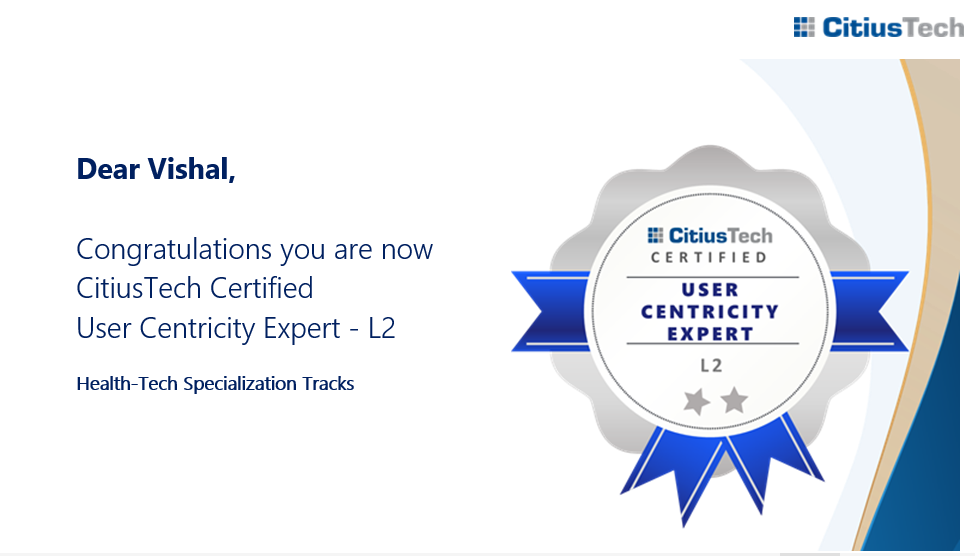 CitiusTech
Dear Vishal,
Congratulations you are now
CitiusTech Certified
User Centricity Expert - L2
Health-Tech Specialization Tracks
CitiusTech
CERTIFIED
USER
CENTRICITY
EXPERT
L2